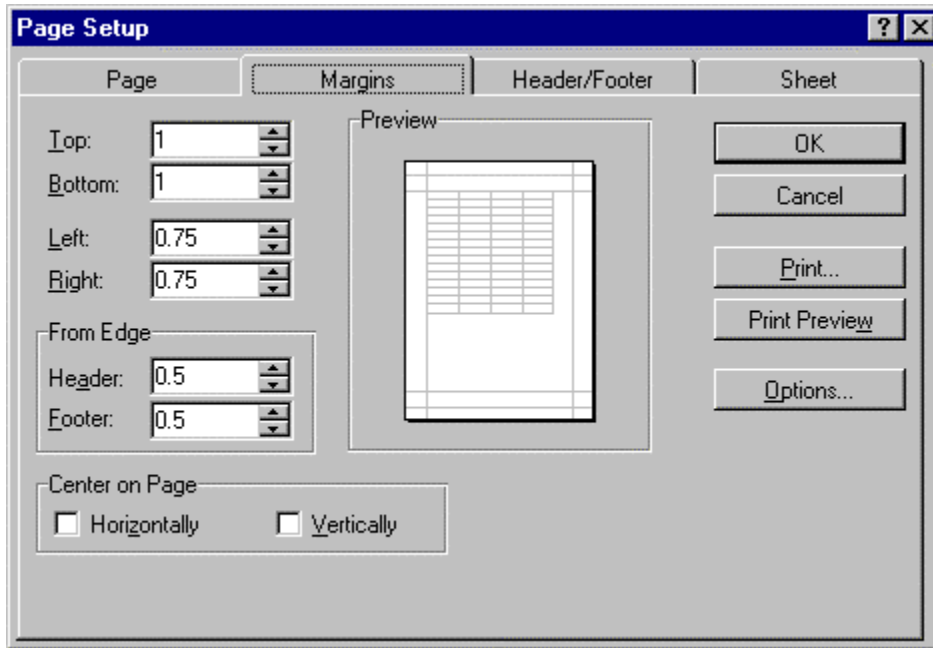 Page Setup
Page Margins Header/Footer Sheet
Top: 1
Bottom: 1
Left: 0.75
Right: 0.75
From Edge
Header: 0.5
Footer: 0.5
Center on Page
Horizontally Vertically
Preview
OK
Cancel
Print...
Print Preview
Options...